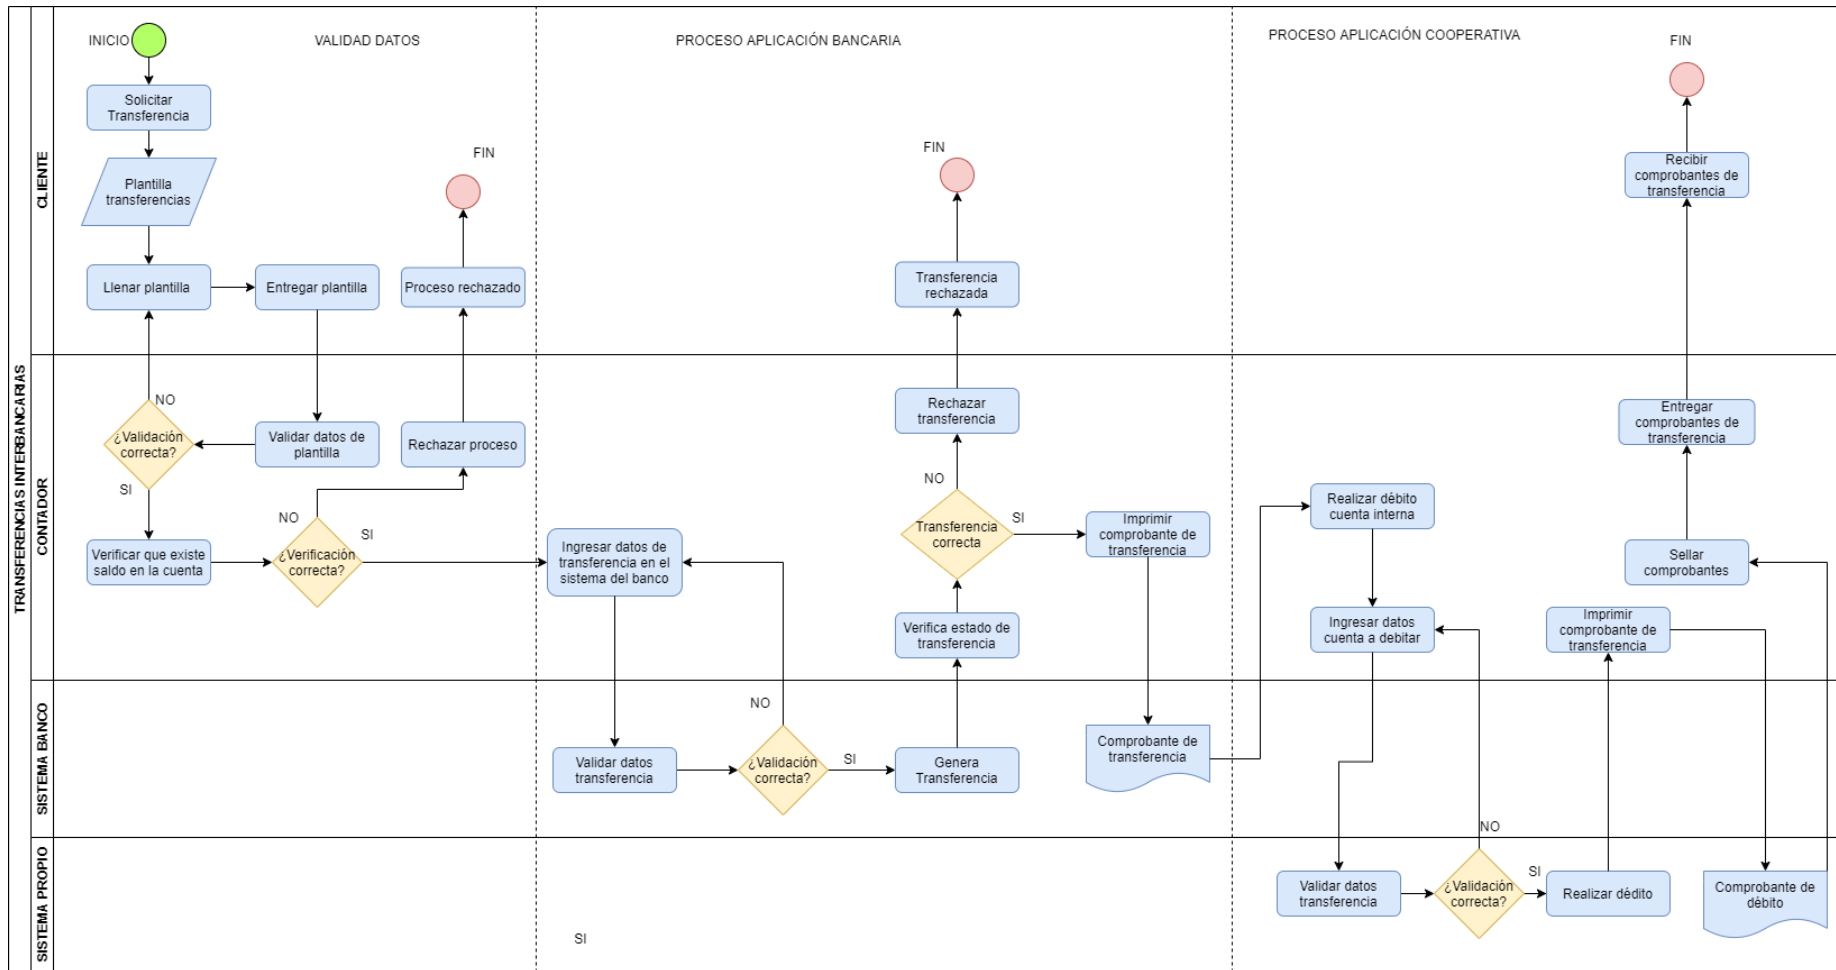 TRANSFERENCIAS INTERBANCARIAS
CLIENTE
CONTADOR
SISTEMA BANCO
SISTEMA PROPIO
INICIO
VALIDAD DATOS
PROCESO APLICACIÓN BANCARIA
PROCESO APLICACIÓN COOPERATIVA
FIN
Solicitar
Transferencia
Plantilla
transferencias
Llenar plantilla
Entregar plantilla
FIN
Proceso rechazado
FIN
Transferencia
rechazada
Recibir
comprobantes de
transferencia
NO
¿Validación
correcta?
SI
Validar datos de
plantilla
Rechazar proceso
Verificar que existe
saldo en la cuenta
NO
¿Verificación
correcta?
SI
Ingresar datos de
transferencia en el
sistema del banco
Rechazar
transferencia
NO
Transferencia
correcta
SI
Imprimir
comprobante de
transferencia
Verifica estado de
transferencia
Realizar débito
cuenta interna
Ingresar datos
cuenta a debitar
Entregar
comprobantes de
transferencia
Sellar
comprobantes
Imprimir
comprobante de
transferencia
Validar datos
transferencia
NO
¿Validación
correcta?
SI
Genera
Transferencia
Comprobante de
transferencia
Validar datos
transferencia
NO
¿Validación
correcta?
SI
Realizar dédito
Comprobante de
débito
SI